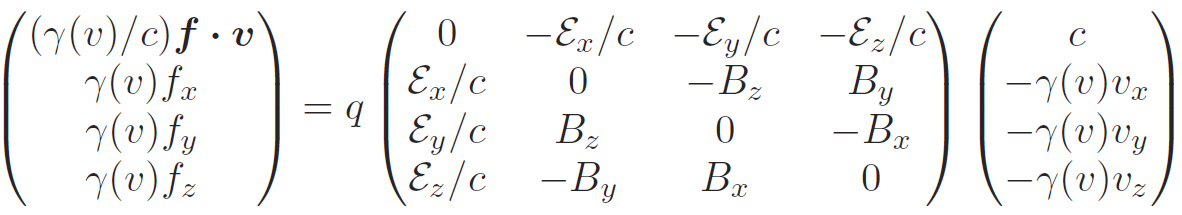 (γ(v)/c)f · v   0   −ℰx/c   −ℰy/c   −ℰz/c   c
γ(v)fx   ℰx/c   0   −Bz   By   −γ(v)vx
= q
γ(v)fy   ℰy/c   Bz   0   −Bx   −γ(v)vy
γ(v)fz   ℰz/c   −By   Bx   0   −γ(v)vz